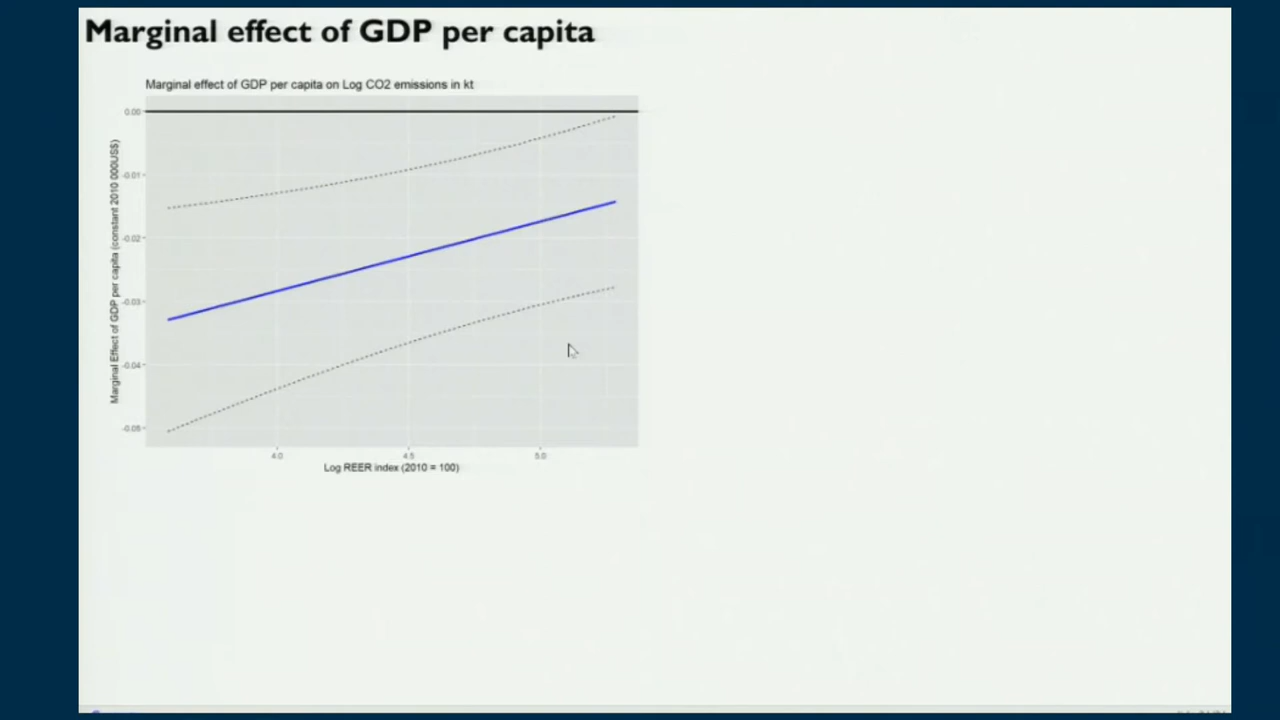 Marginal effect of GDP per capita
Marginal effect of GDP per capita on Log CO2 emissions in kt
Marginal Effect of GDP per capita (constant 2010 000US$)
0.00
-0.01
-0.02
-0.03
-0.04
-0.05
4.0
4.5
5.0
Log REER index (2010 = 100)